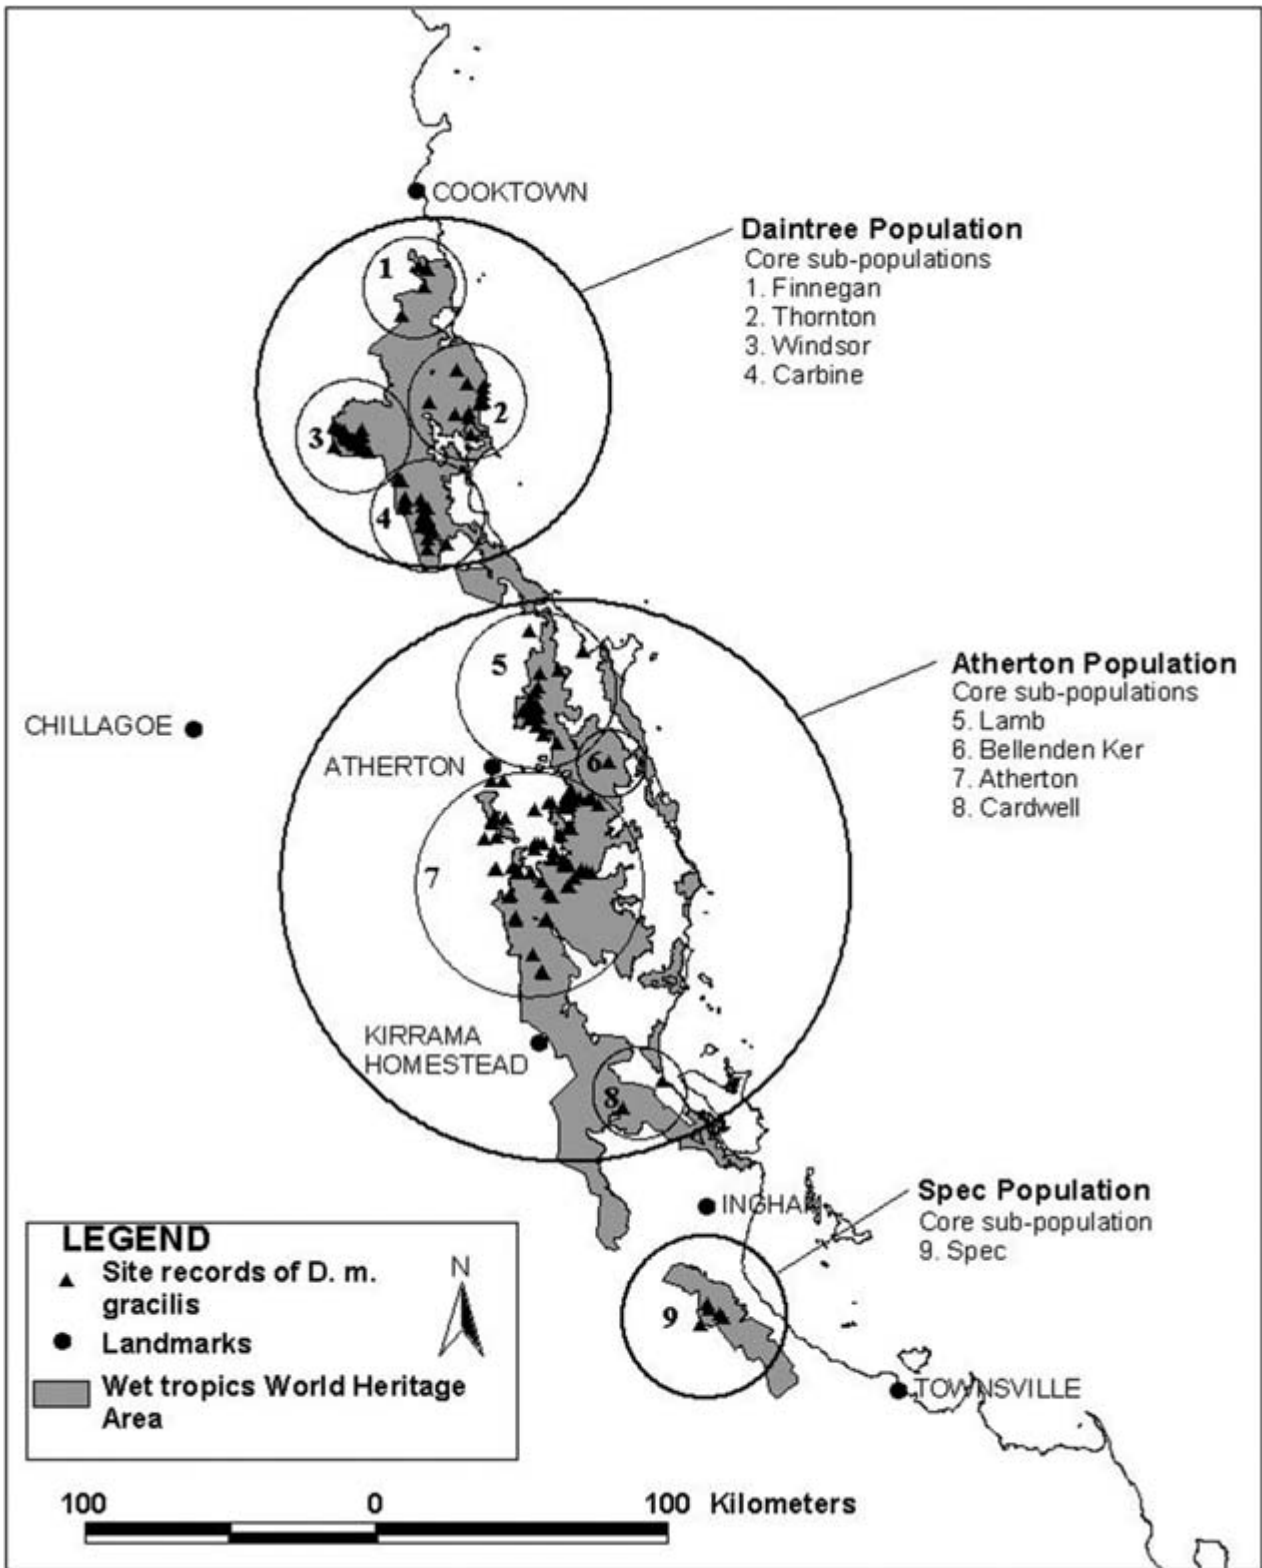 COOKTOWN
Daintree Population
Core sub-populations
1. Finnegan
2. Thornton
3. Windsor
4. Carbine
1
2
3
4
Atherton Population
Core sub-populations
5. Lamb
6. Bellenden Ker
7. Atherton
8. Cardwell
5
CHILLAGOE
ATHERTON
6
7
KIRRAMA
HOMESTEAD
8
Spec Population
Core sub-population
9. Spec
INGHAM
9
TOWNSVILLE
LEGEND
Site records of D. m.
gracilis
Landmarks
Wet tropics World Heritage
Area
N
100 0 100 Kilometers